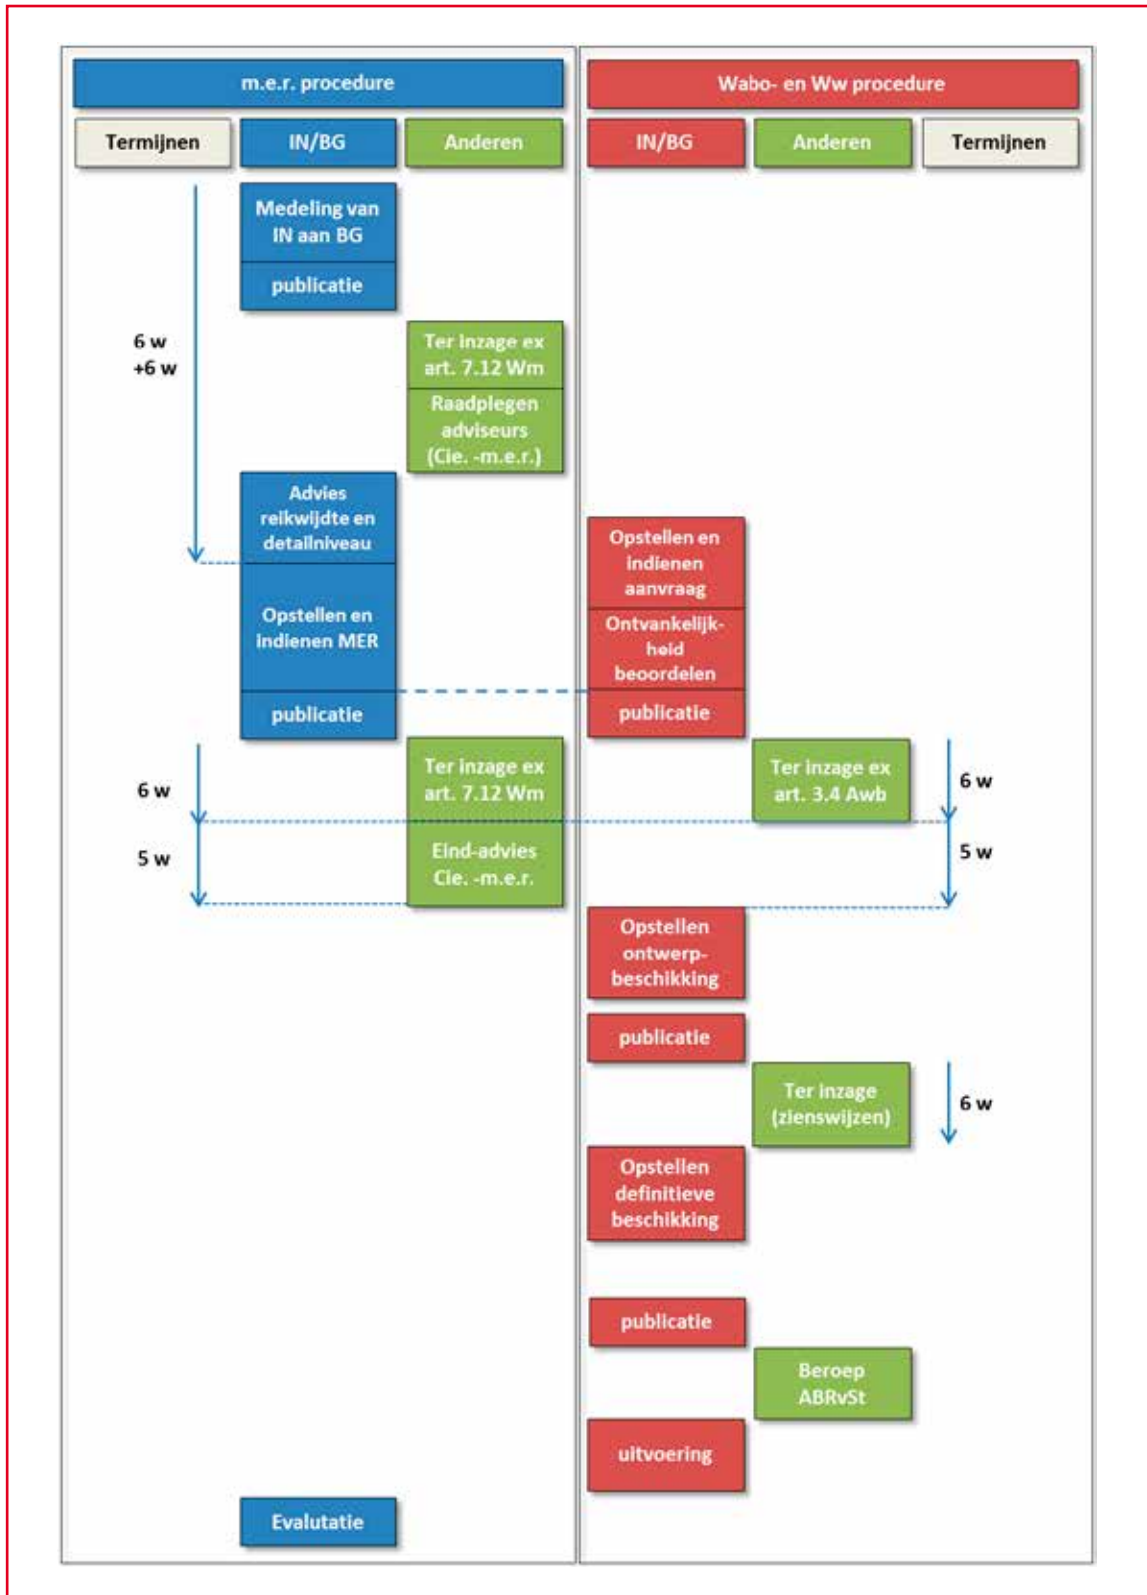 m.e.r. procedure
Termijnen
IN/BG
Anderen
Medeling van
IN aan BG
publicatie
6 w
+6 w
Ter inzage ex
art. 7.12 Wm
Raadplegen
adviseurs
(Cie. -m.e.r.)
Advies
reikwijdte en
detailniveau
Opstellen en
indienen MER
publicatie
6 w
Ter inzage ex
art. 7.12 Wm
5 w
Eind-advies
Cie. -m.e.r.
Evalutatie
Wabo- en Ww procedure
IN/BG
Anderen
Termijnen
Opstellen en
indienen
aanvraag
Ontvankelijk-
heid
beoordelen
publicatie
Ter inzage ex
art. 3.4 Awb
6 w
5 w
Opstellen
ontwerp-
beschikking
publicatie
Ter inzage
(zienswijzen)
6 w
Opstellen
definitieve
beschikking
publicatie
Beroep
ABRvSt
uitvoering